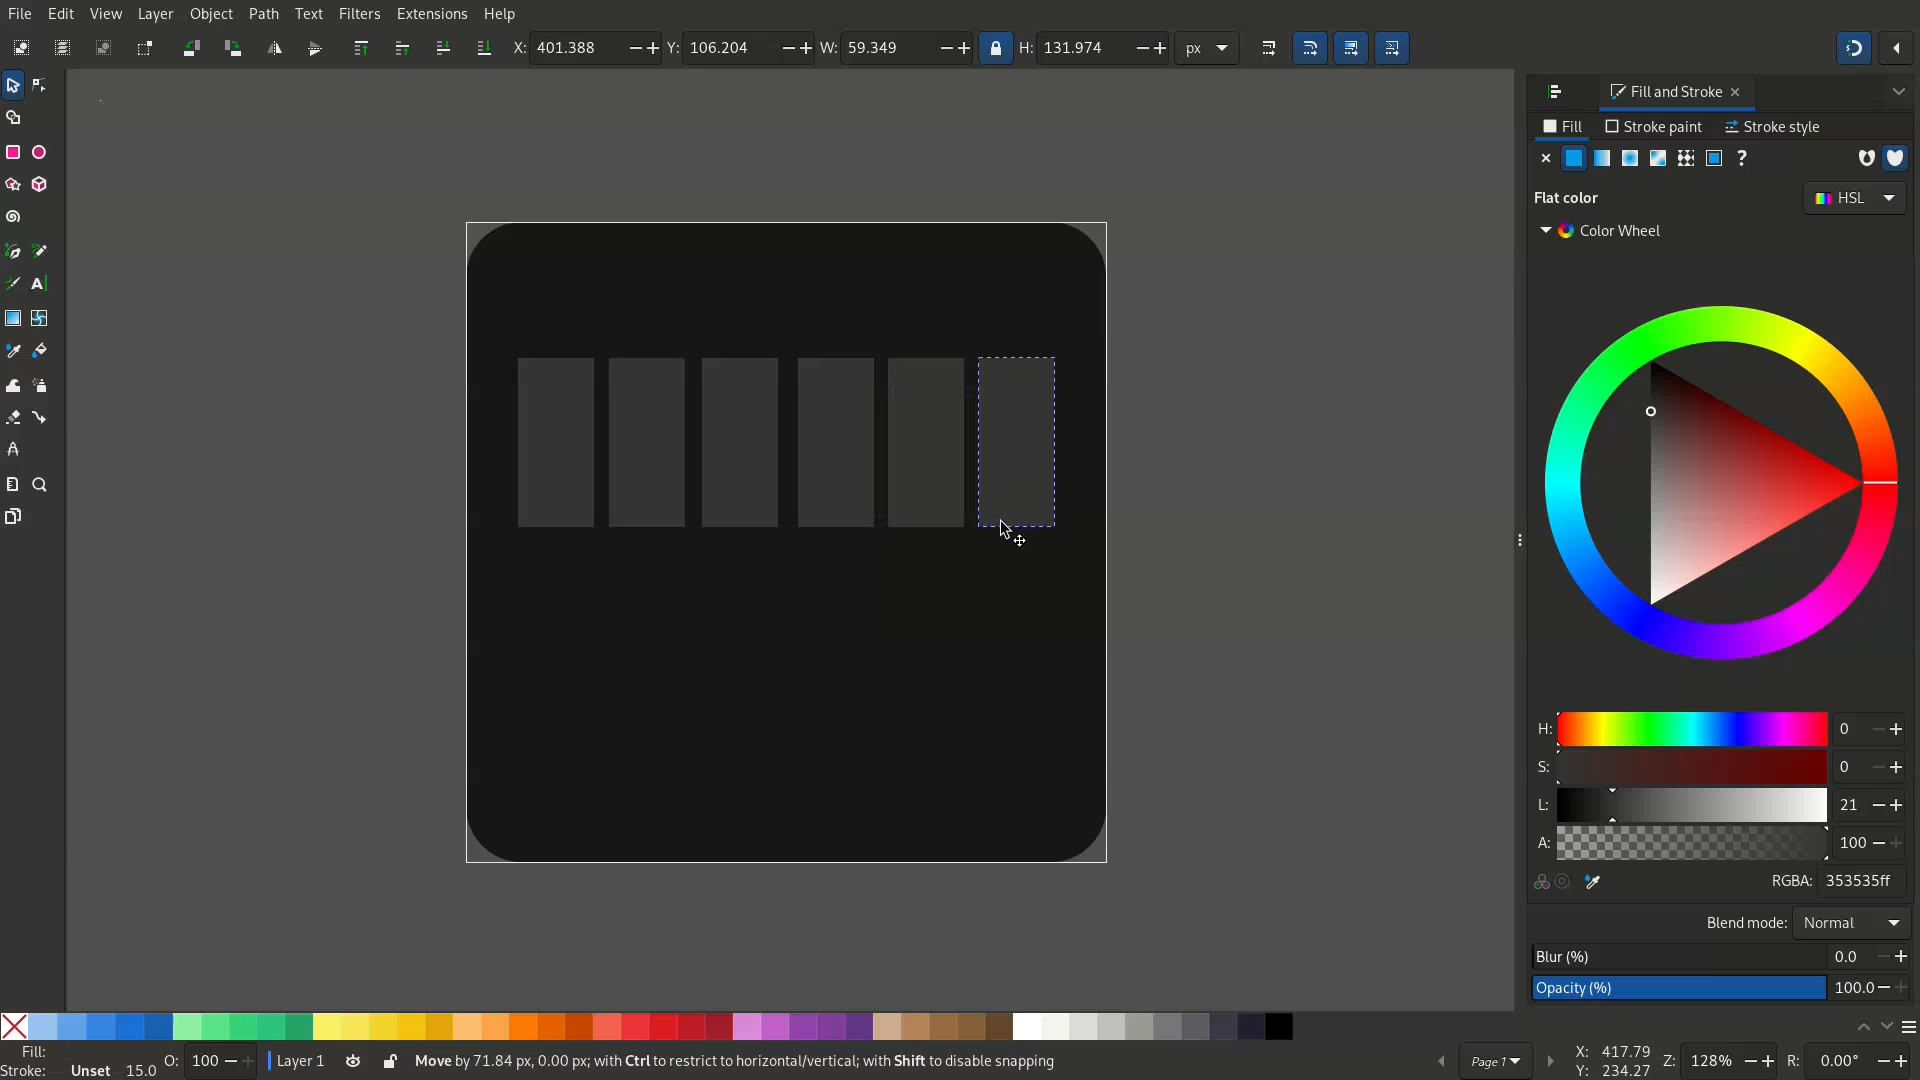 File Edit View Layer Object Path Text Filters Extensions Help
X: 401.388 Y: 106.204 W: 59.349 H: 131.974 px
Fill and Stroke
Fill Stroke paint Stroke style
Flat color HSL
Color Wheel
H: 0
S: 0
L: 21
A: 100
RGBA: 353535ff
Blend mode: Normal
Blur (%) 0.0
Opacity (%) 100.0
Fill:
Stroke: Unset 15.0 O: 100 Layer 1 Move by 71.84 px, 0.00 px; with Ctrl to restrict to horizontal/vertical; with Shift to disable snapping Page 1 X: 417.79 Y: 234.27 Z: 128% R: 0.00°